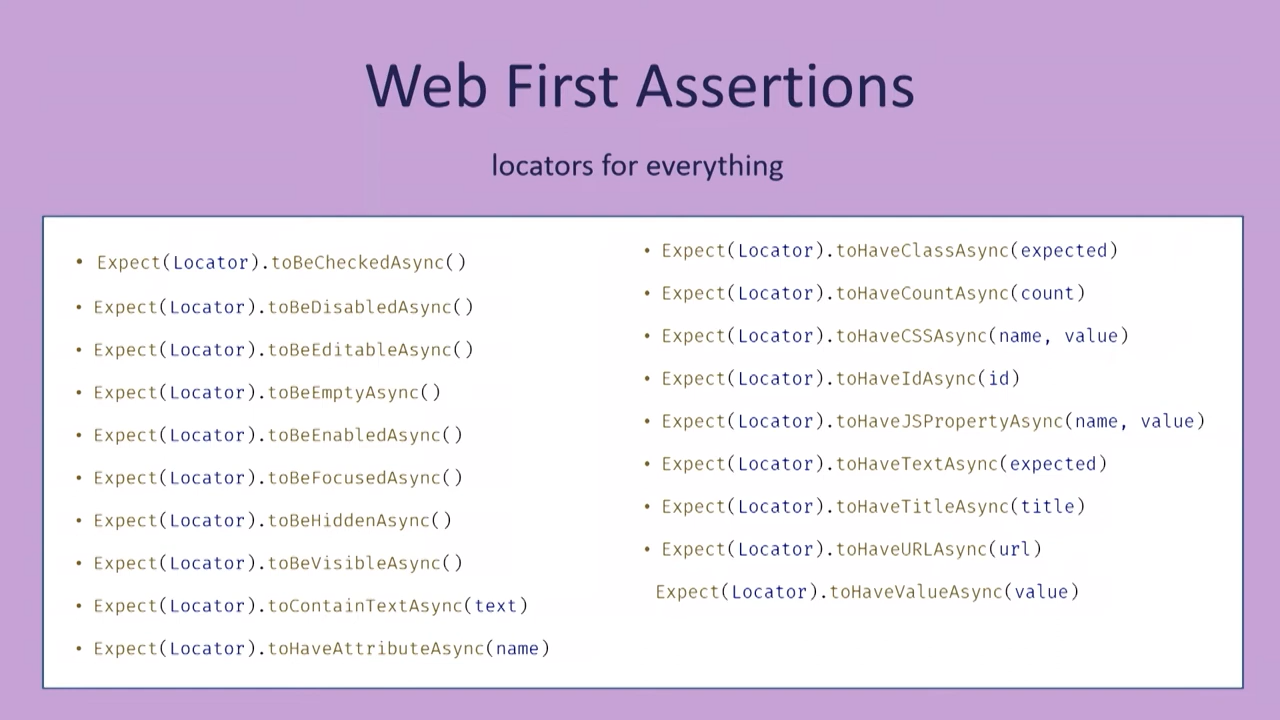 Web First Assertions
locators for everything
• Expect(Locator).toBeCheckedAsync()
• Expect(Locator).toBeDisabledAsync()
• Expect(Locator).toBeEditableAsync()
• Expect(Locator).toBeEmptyAsync()
• Expect(Locator).toBeEnabledAsync()
• Expect(Locator).toBeFocusedAsync()
• Expect(Locator).toBeHiddenAsync()
• Expect(Locator).toBeVisibleAsync()
• Expect(Locator).toContainTextAsync(text)
• Expect(Locator).toHaveAttributeAsync(name)
• Expect(Locator).toHaveClassAsync(expected)
• Expect(Locator).toHaveCountAsync(count)
• Expect(Locator).toHaveCSSAsync(name, value)
• Expect(Locator).toHaveIdAsync(id)
• Expect(Locator).toHaveJSPropertyAsync(name, value)
• Expect(Locator).toHaveTextAsync(expected)
• Expect(Locator).toHaveTitleAsync(title)
• Expect(Locator).toHaveURLAsync(url)
Expect(Locator).toHaveValueAsync(value)